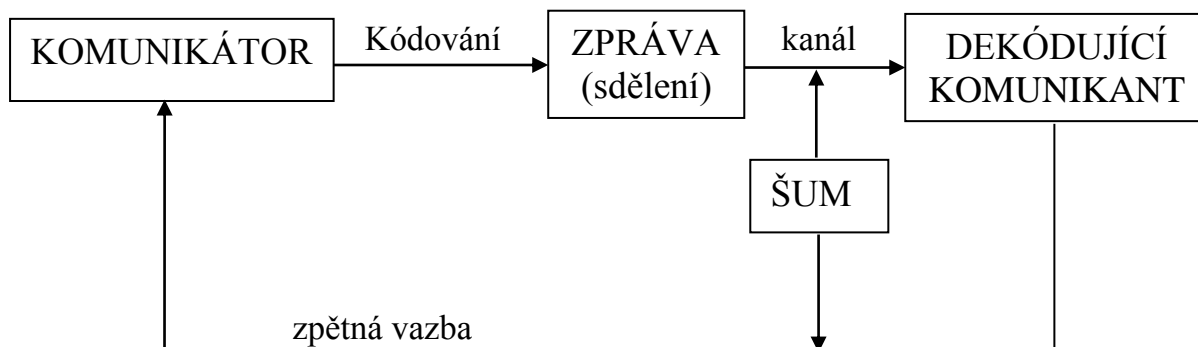 KOMUNIKÁTOR
Kódování
ZPRÁVA
(sdělení)
kanál
DEKÓDUJÍCÍ
KOMUNIKANT
ŠUM
zpětná vazba